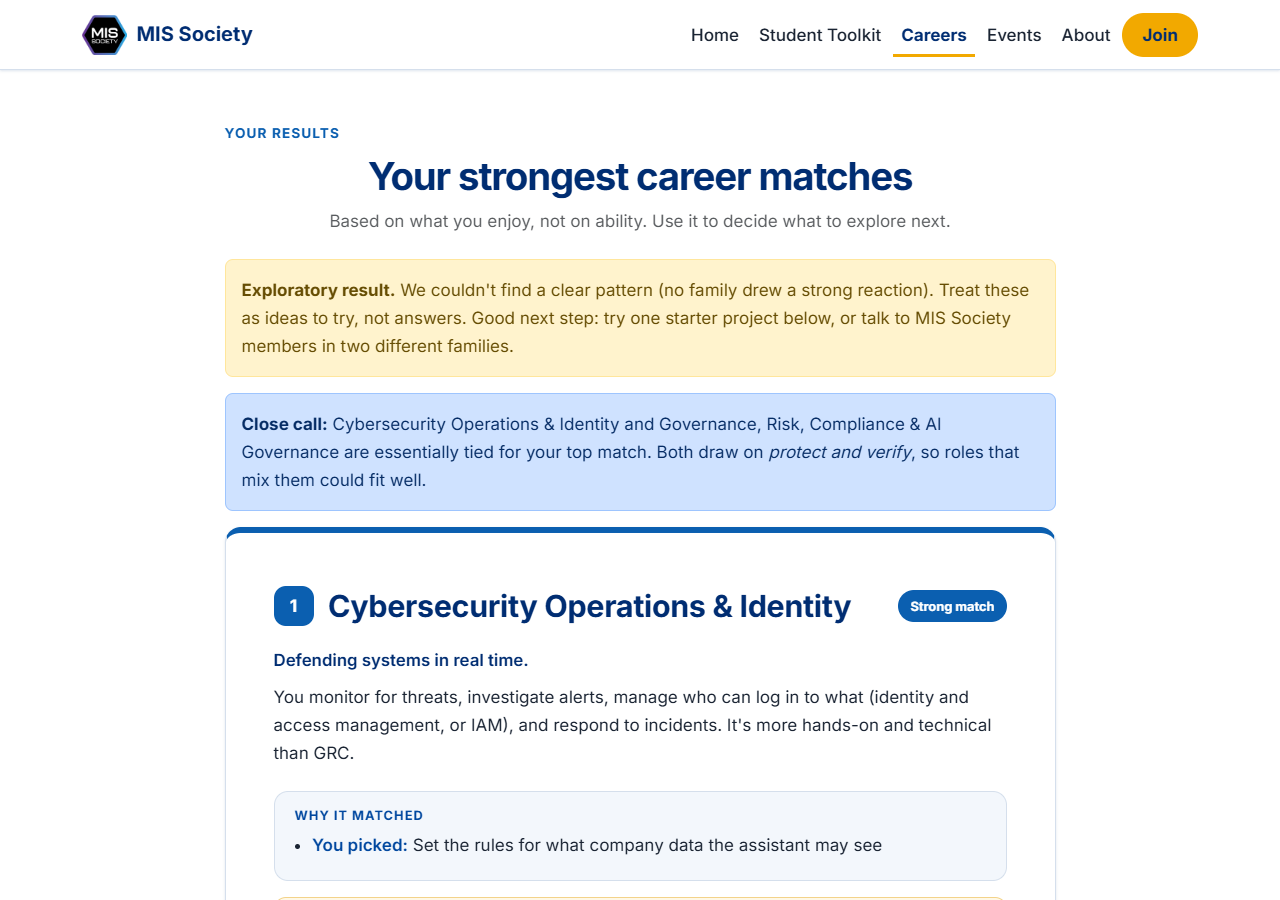 MIS
SOCIETY
MIS Society
Home
Student Toolkit
Careers
Events
About
Join
YOUR RESULTS
Your strongest career matches
Based on what you enjoy, not on ability. Use it to decide what to explore next.
Exploratory result. We couldn't find a clear pattern (no family drew a strong reaction). Treat these
as ideas to try, not answers. Good next step: try one starter project below, or talk to MIS Society
members in two different families.
Close call: Cybersecurity Operations & Identity and Governance, Risk, Compliance & AI
Governance are essentially tied for your top match. Both draw on protect and verify, so roles that
mix them could fit well.
1
Cybersecurity Operations & Identity
Strong match
Defending systems in real time.
You monitor for threats, investigate alerts, manage who can log in to what (identity and
access management, or IAM), and respond to incidents. It's more hands-on and technical
than GRC.
WHY IT MATCHED
• You picked: Set the rules for what company data the assistant may see